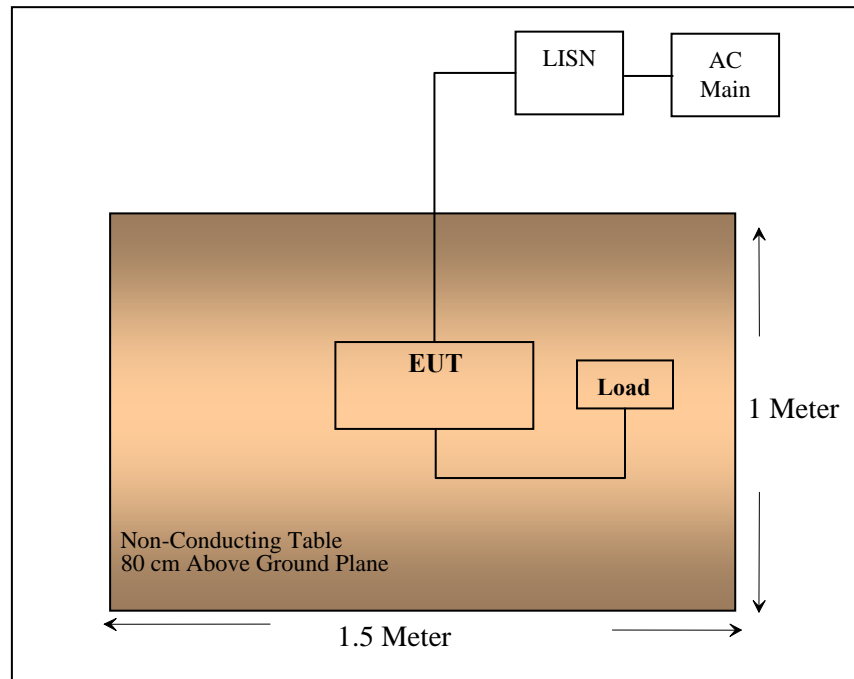 LISN
AC
Main
EUT
Load
1 Meter
Non-Conducting Table
80 cm Above Ground Plane
1.5 Meter